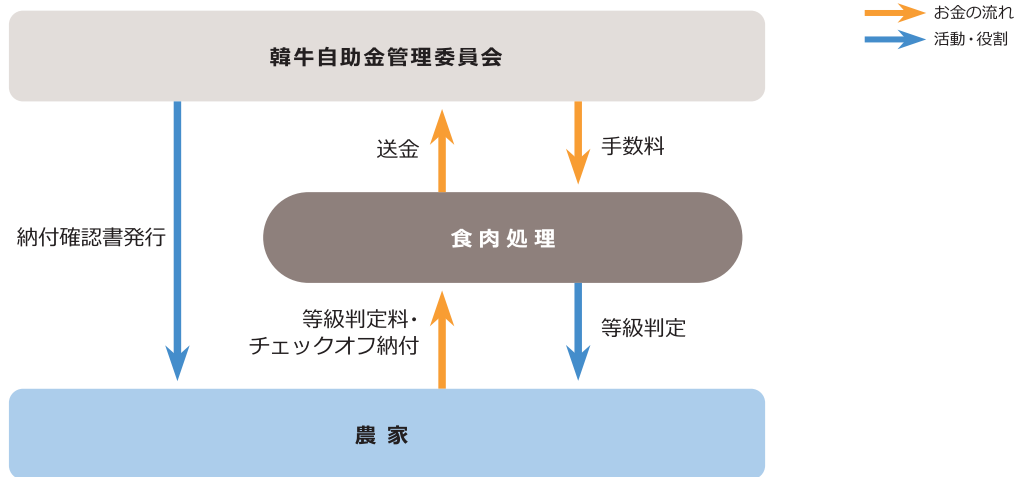 お金の流れ
活動・役割
韓牛自助金管理委員会
送金
手数料
納付確認書発行
食肉処理
等級判定料・
チェックオフ納付
等級判定
農家